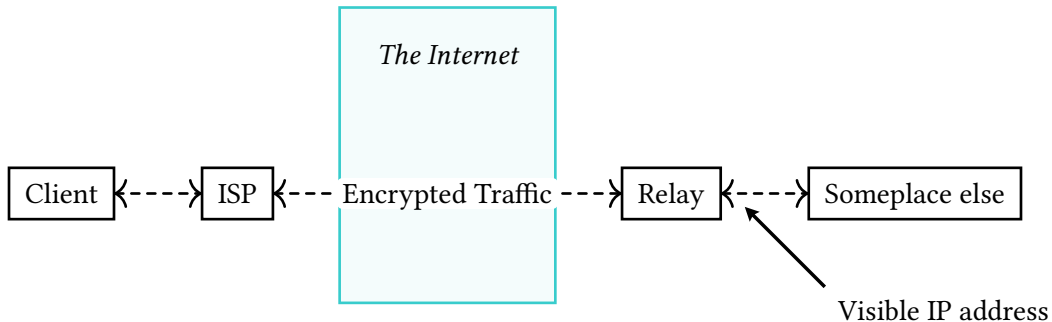 The Internet
Client
ISP
Encrypted Traffic
Relay
Someplace else
Visible IP address